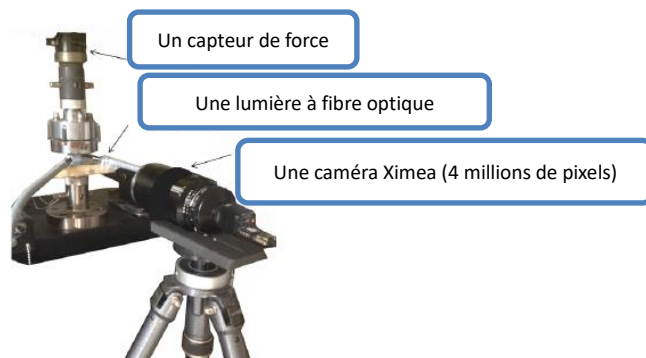 Un capteur de force
Une lumière à fibre optique
Une caméra Ximea (4 millions de pixels)